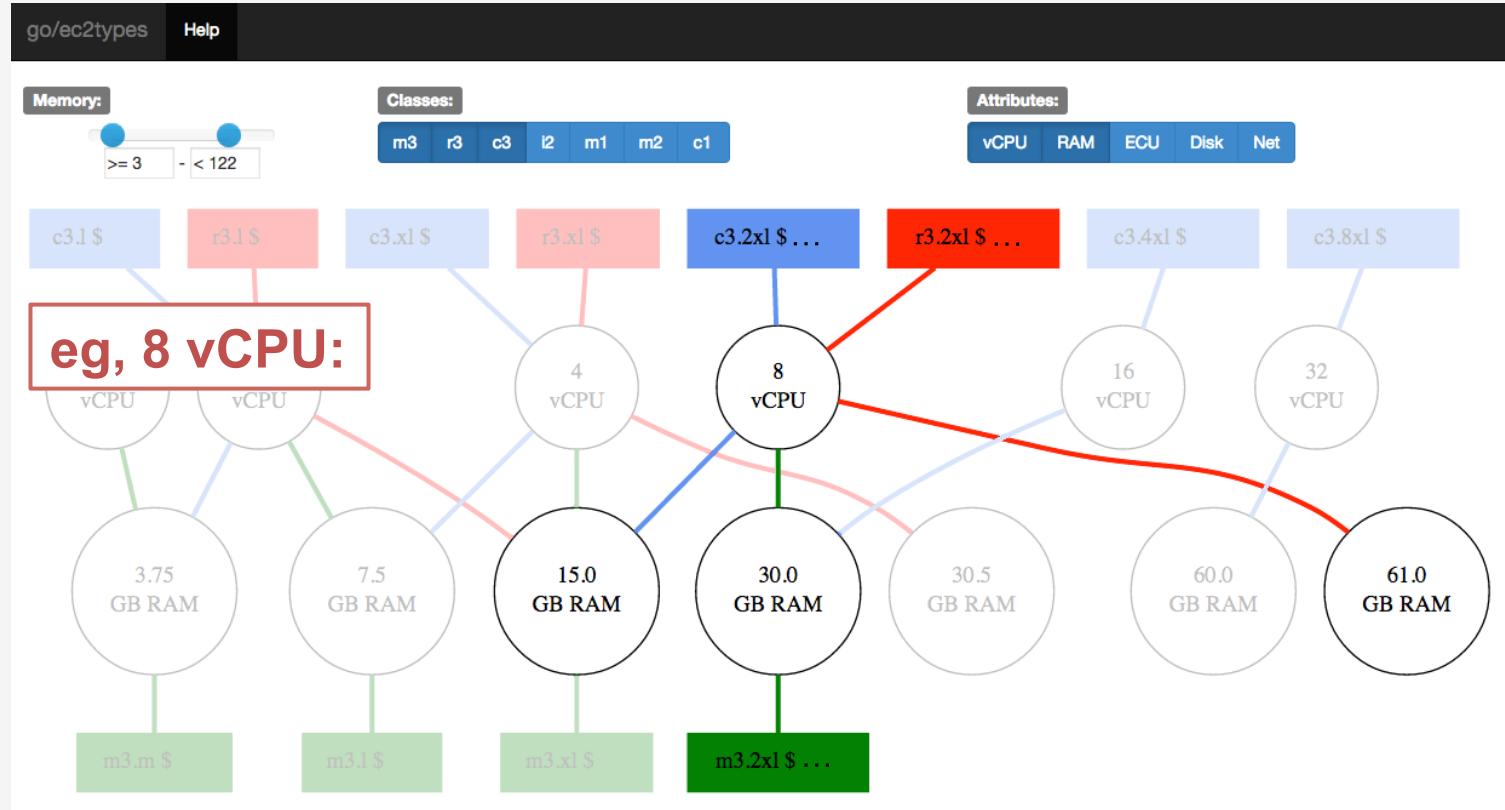 go/ec2types Help
Memory: Classes: Attributes:
m3 r3 c3 i2 m1 m2 c1 vCPU RAM ECU Disk Net
>= 3 - < 122
c3.l $ r3.l $ c3.xl $ r3.xl $ c3.2xl $ ... r3.2xl $ ... c3.4xl $ c3.8xl $
eg, 8 vCPU:
4 8 16 32
vCPU vCPU vCPU vCPU vCPU vCPU
3.75 7.5 15.0 30.0 30.5 60.0 61.0
GB RAM GB RAM GB RAM GB RAM GB RAM GB RAM GB RAM
m3.m $ m3.l $ m3.xl $ m3.2xl $ ...